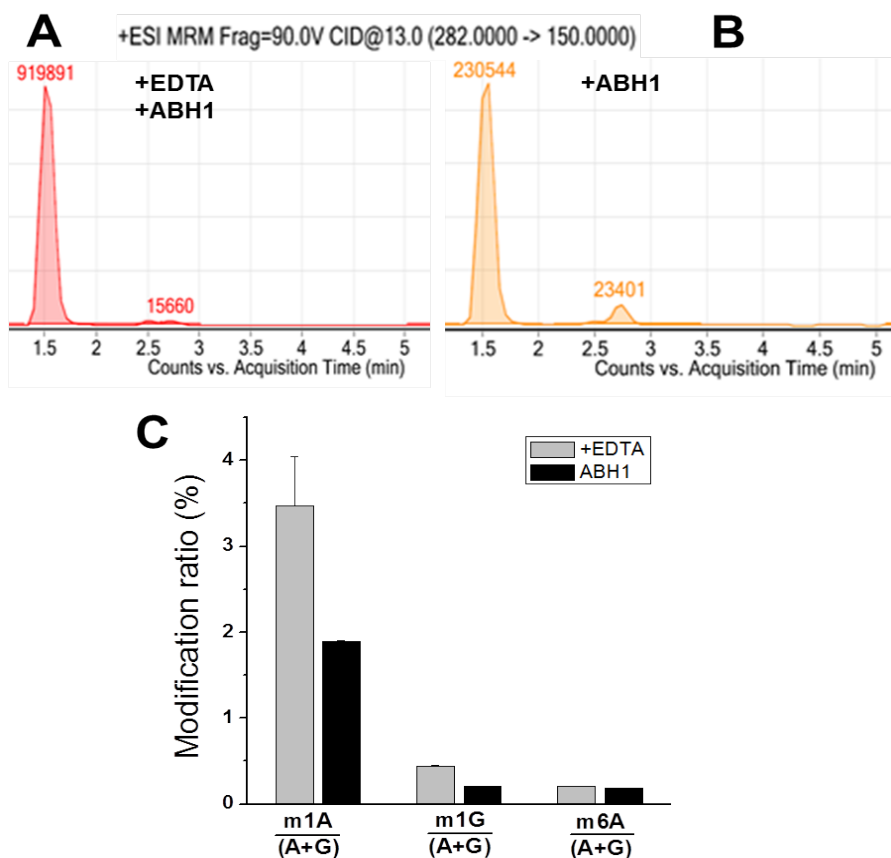 A
+ESI MRM Frag=90.0V CID@13.0 (282.0000 -> 150.0000)
B
919891
+EDTA
+ABH1
15660
1.5 2 2.5 3 3.5 4 4.5 5
Counts vs. Acquisition Time (min)
230544
+ABH1
23401
1.5 2 2.5 3 3.5 4 4.5 5
Counts vs. Acquisition Time (min)
C
Modification ratio (%)
4
3
2
1
0
+EDTA
ABH1
m1A
(A+G)
m1G
(A+G)
m6A
(A+G)